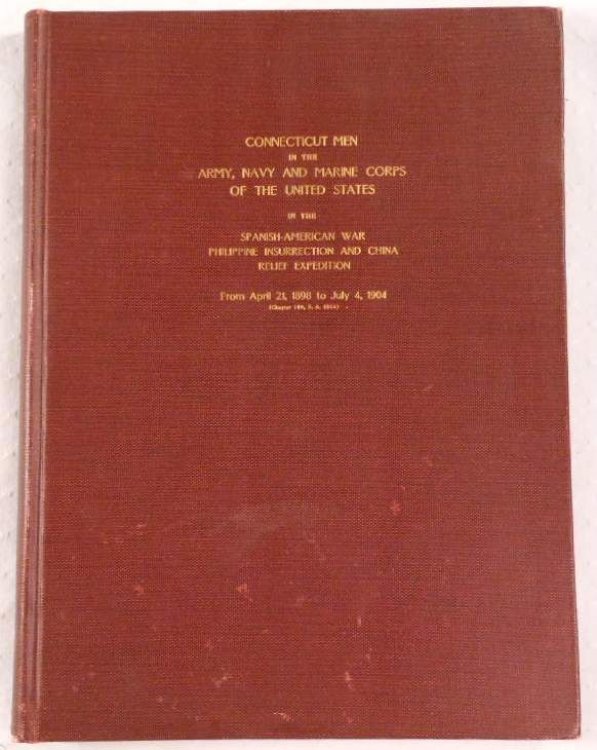 CONNECTICUT MEN
IN THE
ARMY, NAVY AND MARINE CORPS
OF THE UNITED STATES
IN THE
SPANISH-AMERICAN WAR
PHILIPPINE INSURRECTION AND CHINA
RELIEF EXPEDITION
From April 21, 1898 to July 4, 1904
(Chapter